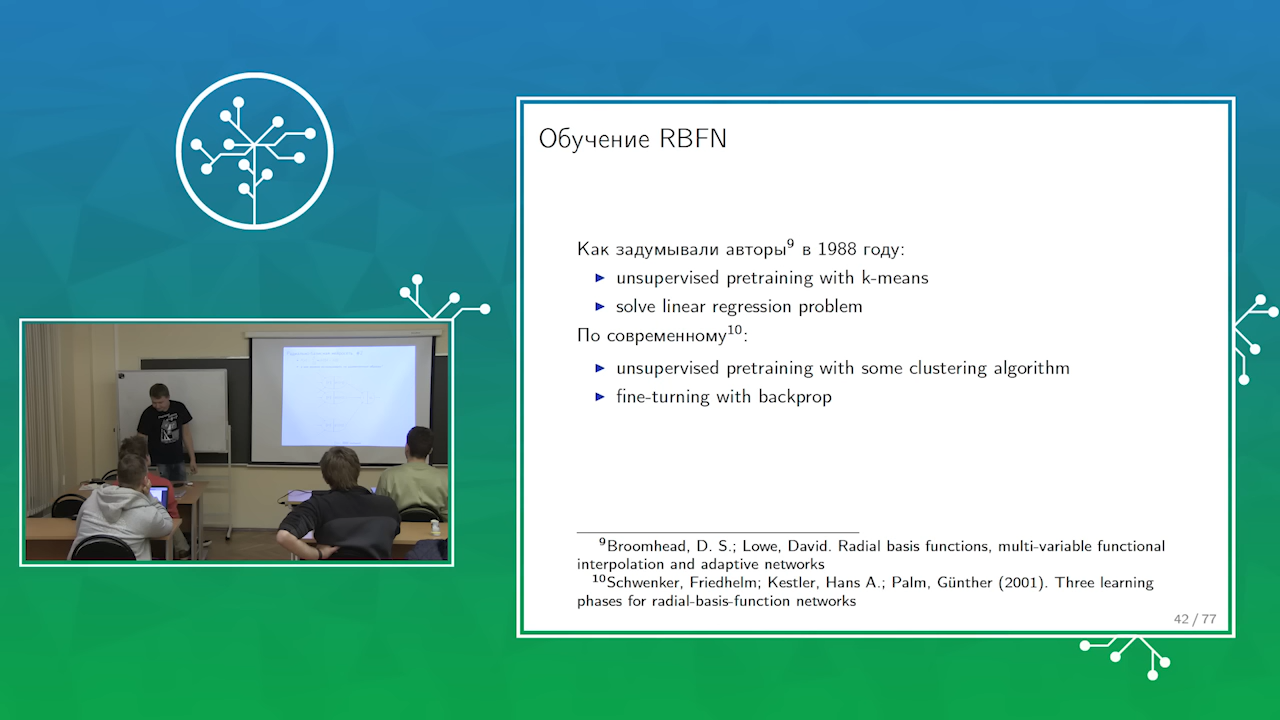 Обучение RBFN
Как задумывали авторы9 в 1988 году:
► unsupervised pretraining with k-means
► solve linear regression problem
По современному10:
► unsupervised pretraining with some clustering algorithm
► fine-turning with backprop
9Broomhead, D. S.; Lowe, David. Radial basis functions, multi-variable functional
interpolation and adaptive networks
10Schwenker, Friedhelm; Kestler, Hans A.; Palm, Günther (2001). Three learning
phases for radial-basis-function networks
42 / 77